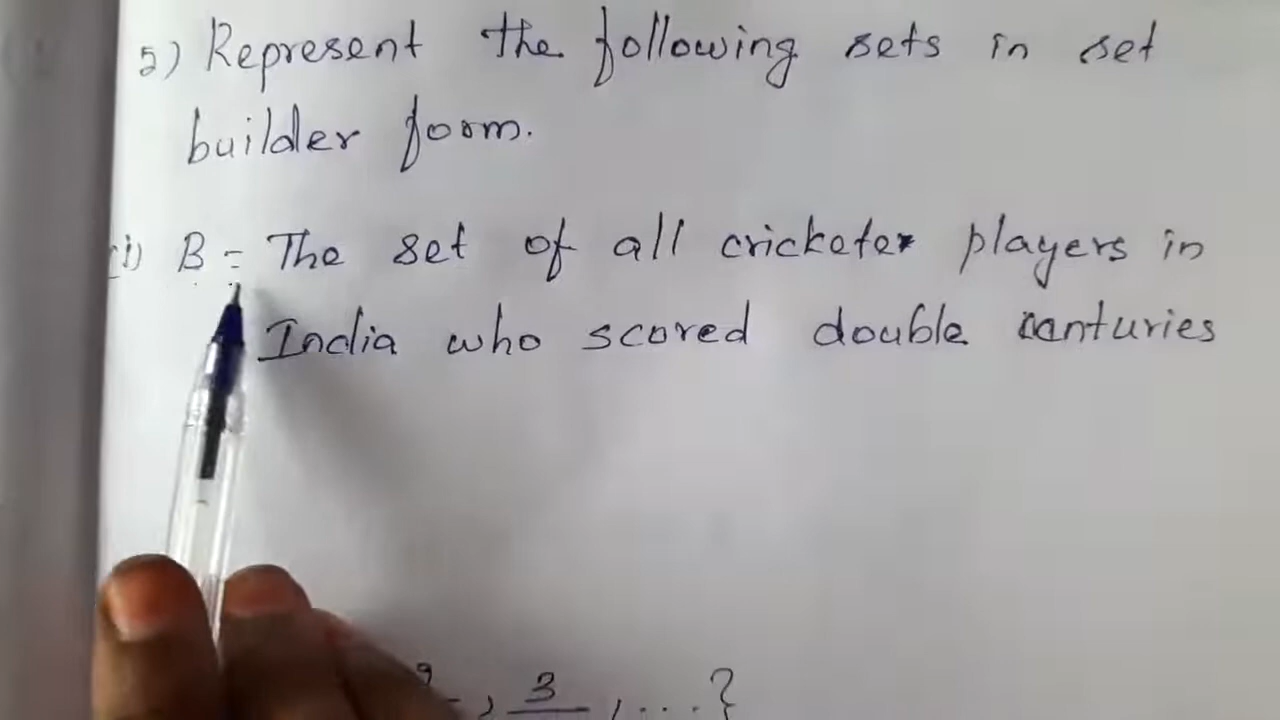 5) Represent the following sets in set
builder form.
(i) B = The set of all cricketer players in
India who scored double centuries
, 3 , ... }